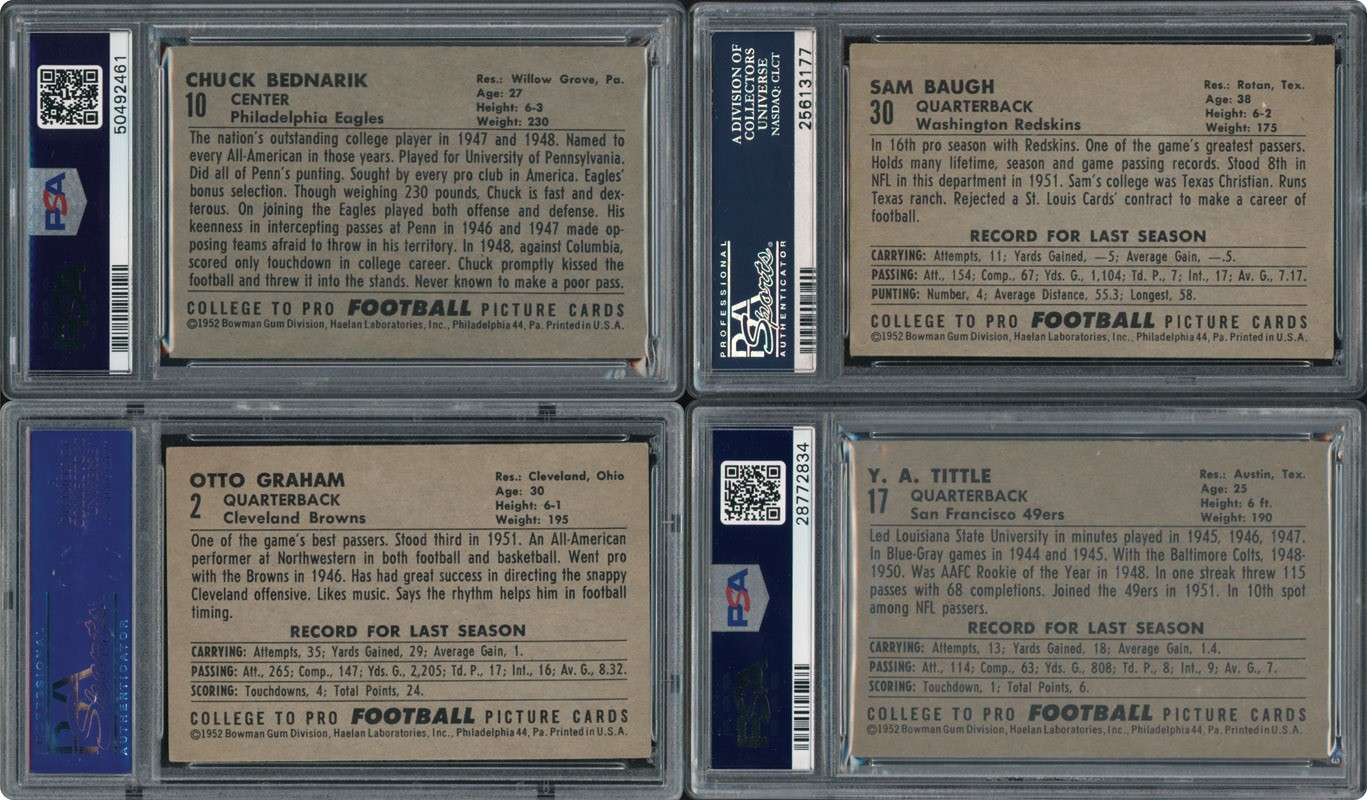 50492461
PSA
PSA
CHUCK BEDNARIK
10 CENTER
Philadelphia Eagles
Res.: Willow Grove, Pa.
Age: 27
Height: 6-3
Weight: 230
The nation's outstanding college player in 1947 and 1948. Named to
every All-American in those years. Played for University of Pennsylvania.
Did all of Penn's punting. Sought by every pro club in America. Eagles'
bonus selection. Though weighing 230 pounds, Chuck is fast and dex-
terous. On joining the Eagles played both offense and defense. His
keenness in intercepting passes at Penn in 1946 and 1947 made op-
posing teams afraid to throw in his territory. In 1948, against Columbia,
scored only touchdown in college career. Chuck promptly kissed the
football and threw it into the stands. Never known to make a poor pass.
COLLEGE TO PRO FOOTBALL PICTURE CARDS
©1952 Bowman Gum Division, Haelan Laboratories, Inc., Philadelphia 44, Pa. Printed in U.S.A.
A DIVISION OF
COLLECTORS
UNIVERSE
NASDAQ: CLCT
25613177
PROFESSIONAL
PSA
Sports
AUTHENTICATOR
SAM BAUGH
30 QUARTERBACK
Washington Redskins
Res.: Rotan, Tex.
Age: 38
Height: 6-2
Weight: 175
In 16th pro season with Redskins. One of the game's greatest passers.
Holds many lifetime, season and game passing records. Stood 8th in
NFL in this department in 1951. Sam's college was Texas Christian. Runs
Texas ranch. Rejected a St. Louis Cards' contract to make a career of
football.
RECORD FOR LAST SEASON
CARRYING: Attempts, 11; Yards Gained, —5; Average Gain, —.5.
PASSING: Att., 154; Comp., 67; Yds. G., 1,104; Td. P., 7; Int., 17; Av. G., 7.17.
PUNTING: Number, 4; Average Distance, 55.3; Longest, 58.
COLLEGE TO PRO FOOTBALL PICTURE CARDS
©1952 Bowman Gum Division, Haelan Laboratories, Inc., Philadelphia 44, Pa. Printed in U.S.A.
PROFESSIONAL
PSA
AUTHENTICATOR
OTTO GRAHAM
2 QUARTERBACK
Cleveland Browns
Res.: Cleveland, Ohio
Age: 30
Height: 6-1
Weight: 195
One of the game's best passers. Stood third in 1951. An All-American
performer at Northwestern in both football and basketball. Went pro
with the Browns in 1946. Has had great success in directing the snappy
Cleveland offensive. Likes music. Says the rhythm helps him in football
timing.
RECORD FOR LAST SEASON
CARRYING: Attempts, 35; Yards Gained, 29; Average Gain, 1.
PASSING: Att., 265; Comp., 147; Yds. G., 2,205; Td. P., 17; Int., 16; Av. G., 8.32.
SCORING: Touchdowns, 4; Total Points, 24.
COLLEGE TO PRO FOOTBALL PICTURE CARDS
©1952 Bowman Gum Division, Haelan Laboratories, Inc., Philadelphia 44, Pa. Printed in U.S.A.
28772834
PSA
PSA
Y. A. TITTLE
17 QUARTERBACK
San Francisco 49ers
Res.: Austin, Tex.
Age: 25
Height: 6 ft.
Weight: 190
Led Louisiana State University in minutes played in 1945, 1946, 1947.
In Blue-Gray games in 1944 and 1945. With the Baltimore Colts, 1948-
1950. Was AAFC Rookie of the Year in 1948. In one streak threw 115
passes with 68 completions. Joined the 49ers in 1951. In 10th spot
among NFL passers.
RECORD FOR LAST SEASON
CARRYING: Attempts, 13; Yards Gained, 18; Average Gain, 1.4.
PASSING: Att., 114; Comp., 63; Yds. G., 808; Td. P., 8; Int., 9; Av. G., 7.
SCORING: Touchdown, 1; Total Points, 6.
COLLEGE TO PRO FOOTBALL PICTURE CARDS
©1952 Bowman Gum Division, Haelan Laboratories, Inc., Philadelphia 44, Pa. Printed in U.S.A.